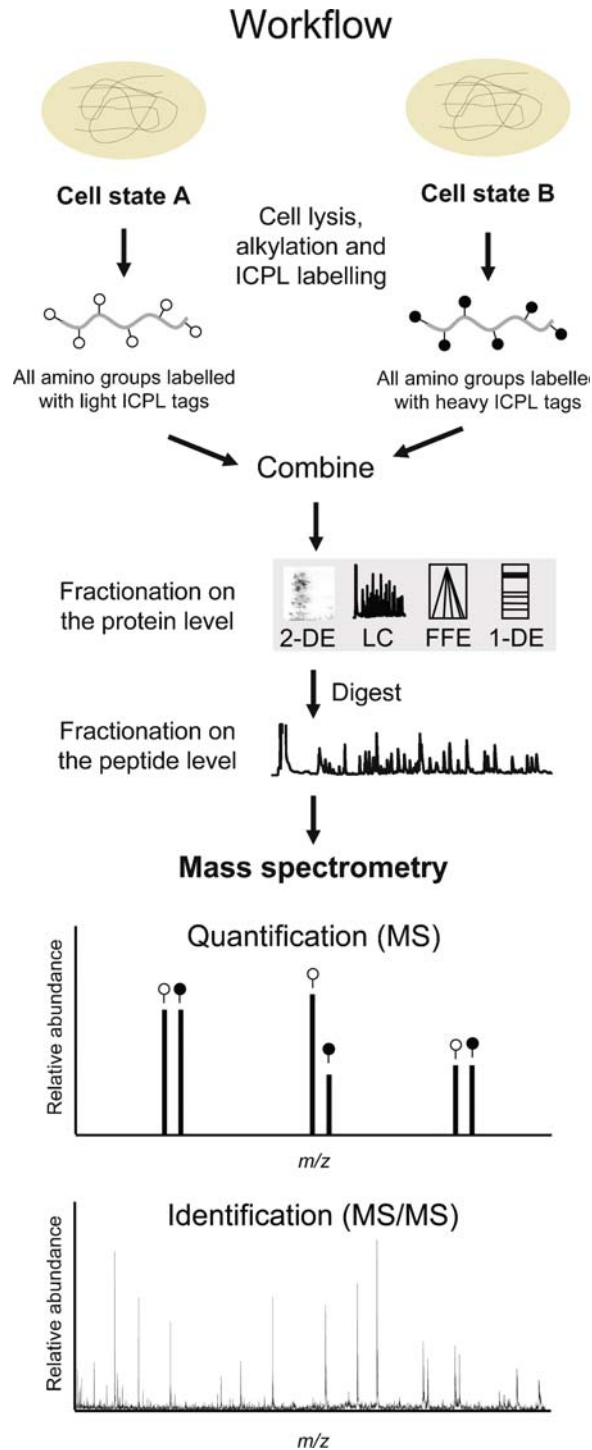 Workflow
Cell state A
Cell state B
Cell lysis,
alkylation and
ICPL labelling
All amino groups labelled
with light ICPL tags
All amino groups labelled
with heavy ICPL tags
Combine
Fractionation on
the protein level
2-DE LC FFE 1-DE
Digest
Fractionation on
the peptide level
Mass spectrometry
Quantification (MS)
Relative abundance
m/z
Identification (MS/MS)
Relative abundance
m/z